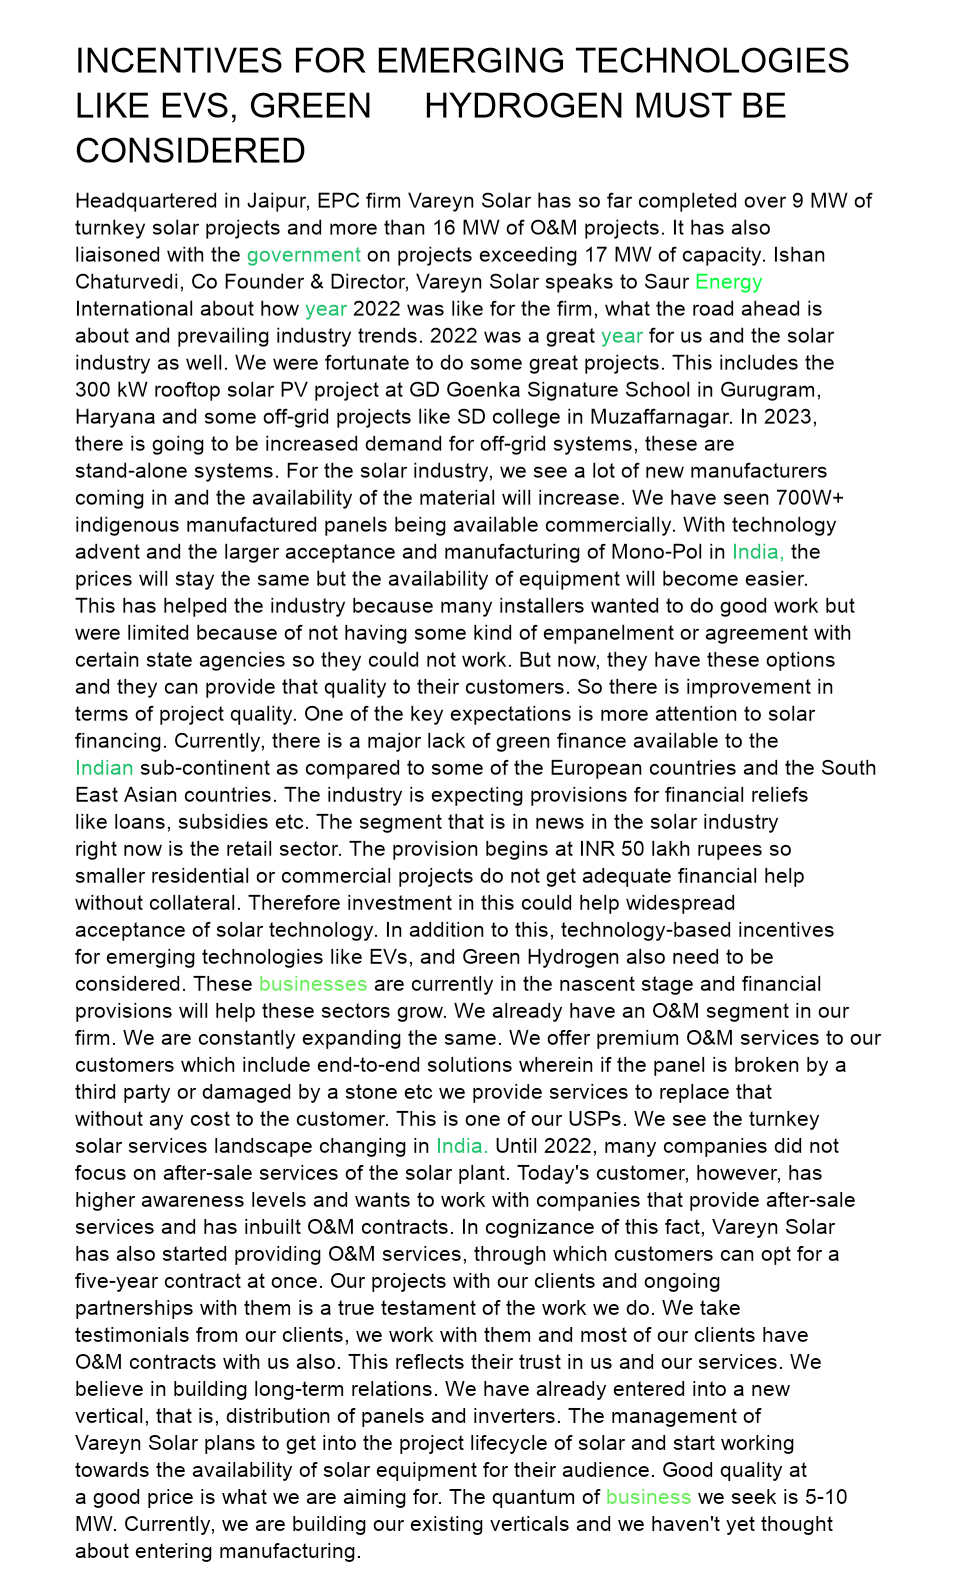 INCENTIVES FOR EMERGING TECHNOLOGIES
LIKE EVS, GREEN HYDROGEN MUST BE
CONSIDERED
Headquartered in Jaipur, EPC firm Vareyn Solar has so far completed over 9 MW of
turnkey solar projects and more than 16 MW of O&M projects. It has also
liaisoned with the government on projects exceeding 17 MW of capacity. Ishan
Chaturvedi, Co Founder & Director, Vareyn Solar speaks to Saur Energy
International about how year 2022 was like for the firm, what the road ahead is
about and prevailing industry trends. 2022 was a great year for us and the solar
industry as well. We were fortunate to do some great projects. This includes the
300 kW rooftop solar PV project at GD Goenka Signature School in Gurugram,
Haryana and some off-grid projects like SD college in Muzaffarnagar. In 2023,
there is going to be increased demand for off-grid systems, these are
stand-alone systems. For the solar industry, we see a lot of new manufacturers
coming in and the availability of the material will increase. We have seen 700W+
indigenous manufactured panels being available commercially. With technology
advent and the larger acceptance and manufacturing of Mono-Pol in India, the
prices will stay the same but the availability of equipment will become easier.
This has helped the industry because many installers wanted to do good work but
were limited because of not having some kind of empanelment or agreement with
certain state agencies so they could not work. But now, they have these options
and they can provide that quality to their customers. So there is improvement in
terms of project quality. One of the key expectations is more attention to solar
financing. Currently, there is a major lack of green finance available to the
Indian sub-continent as compared to some of the European countries and the South
East Asian countries. The industry is expecting provisions for financial reliefs
like loans, subsidies etc. The segment that is in news in the solar industry
right now is the retail sector. The provision begins at INR 50 lakh rupees so
smaller residential or commercial projects do not get adequate financial help
without collateral. Therefore investment in this could help widespread
acceptance of solar technology. In addition to this, technology-based incentives
for emerging technologies like EVs, and Green Hydrogen also need to be
considered. These businesses are currently in the nascent stage and financial
provisions will help these sectors grow. We already have an O&M segment in our
firm. We are constantly expanding the same. We offer premium O&M services to our
customers which include end-to-end solutions wherein if the panel is broken by a
third party or damaged by a stone etc we provide services to replace that
without any cost to the customer. This is one of our USPs. We see the turnkey
solar services landscape changing in India. Until 2022, many companies did not
focus on after-sale services of the solar plant. Today's customer, however, has
higher awareness levels and wants to work with companies that provide after-sale
services and has inbuilt O&M contracts. In cognizance of this fact, Vareyn Solar
has also started providing O&M services, through which customers can opt for a
five-year contract at once. Our projects with our clients and ongoing
partnerships with them is a true testament of the work we do. We take
testimonials from our clients, we work with them and most of our clients have
O&M contracts with us also. This reflects their trust in us and our services. We
believe in building long-term relations. We have already entered into a new
vertical, that is, distribution of panels and inverters. The management of
Vareyn Solar plans to get into the project lifecycle of solar and start working
towards the availability of solar equipment for their audience. Good quality at
a good price is what we are aiming for. The quantum of business we seek is 5-10
MW. Currently, we are building our existing verticals and we haven't yet thought
about entering manufacturing.